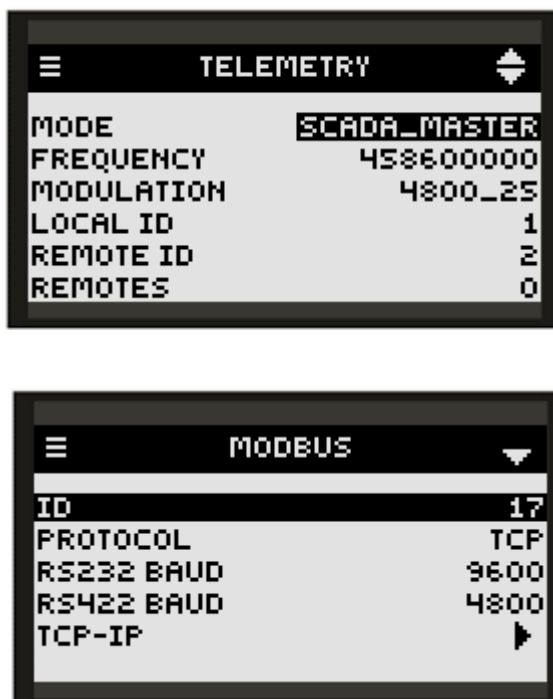 TELEMETRY
MODE SCADA_MASTER
FREQUENCY 458600000
MODULATION 4800_25
LOCAL ID 1
REMOTE ID 2
REMOTES 0
MODBUS
ID 17
PROTOCOL TCP
RS232 BAUD 9600
RS422 BAUD 4800
TCP-IP